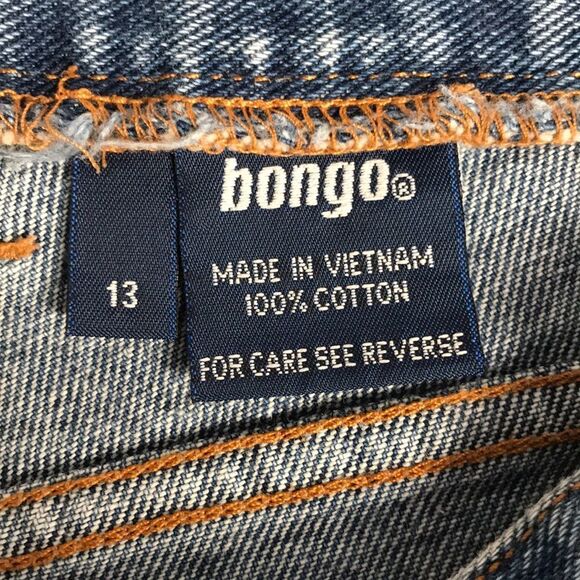 13
bongo®
MADE IN VIETNAM
100% COTTON
FOR CARE SEE REVERSE